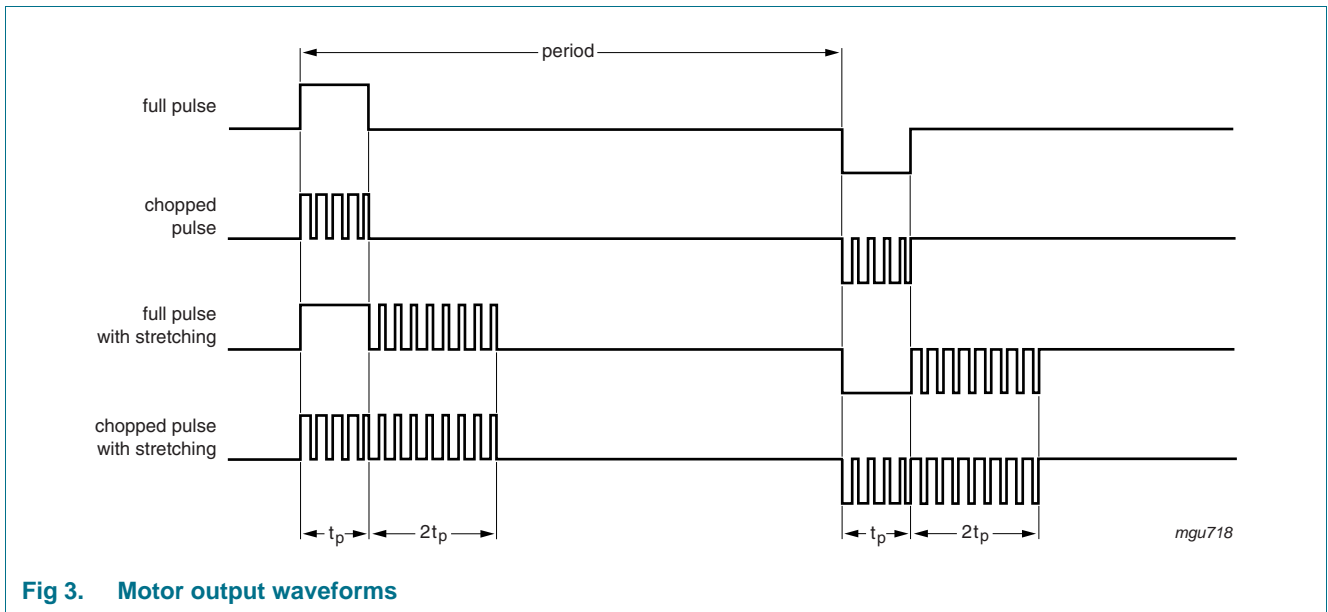 period
full pulse
chopped
pulse
full pulse
with stretching
chopped pulse
with stretching
tp
2tp
tp
2tp
mgu718
Fig 3. Motor output waveforms